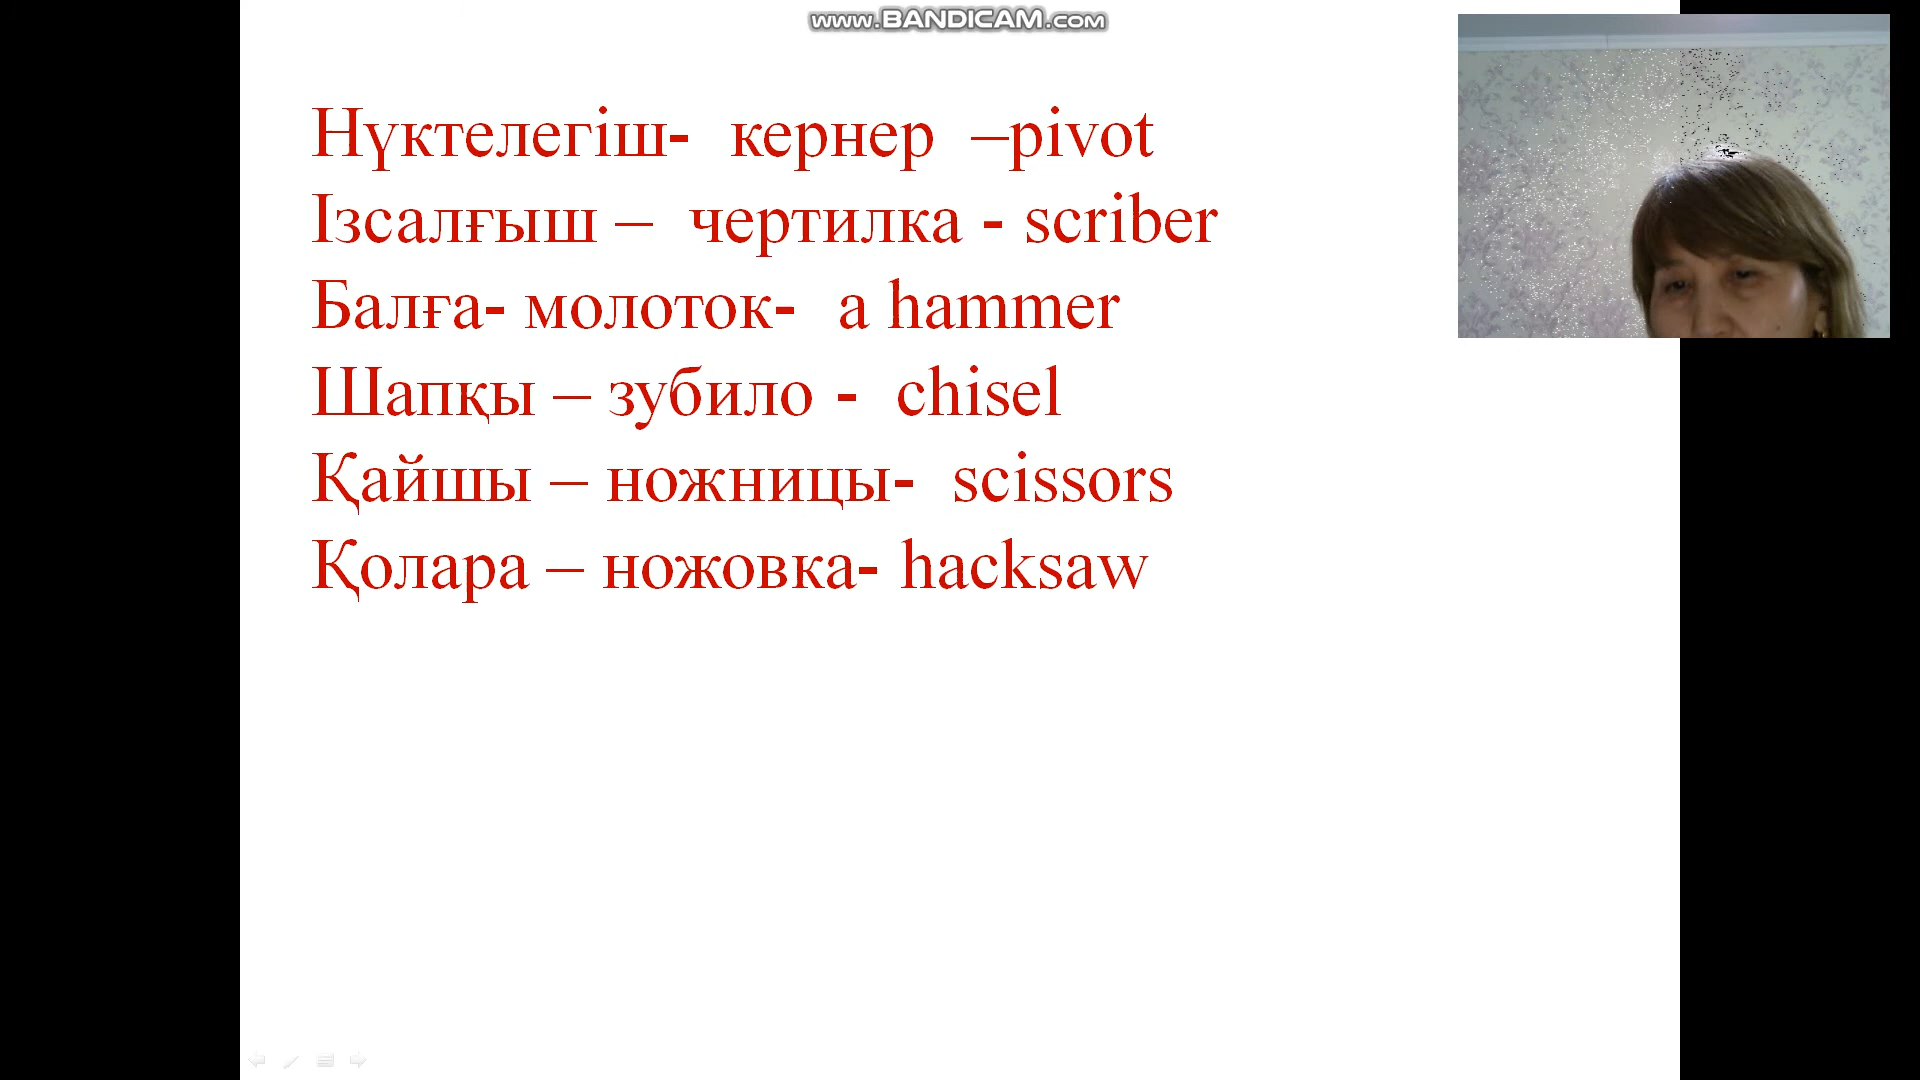 www.BANDICAM.com
Нүктелегіш-  кернер  –pivot
Ізсалғыш –  чертилка - scriber
Балға- молоток-  a hammer
Шапқы – зубило -  chisel
Қайшы – ножницы-  scissors
Қолара – ножовка- hacksaw